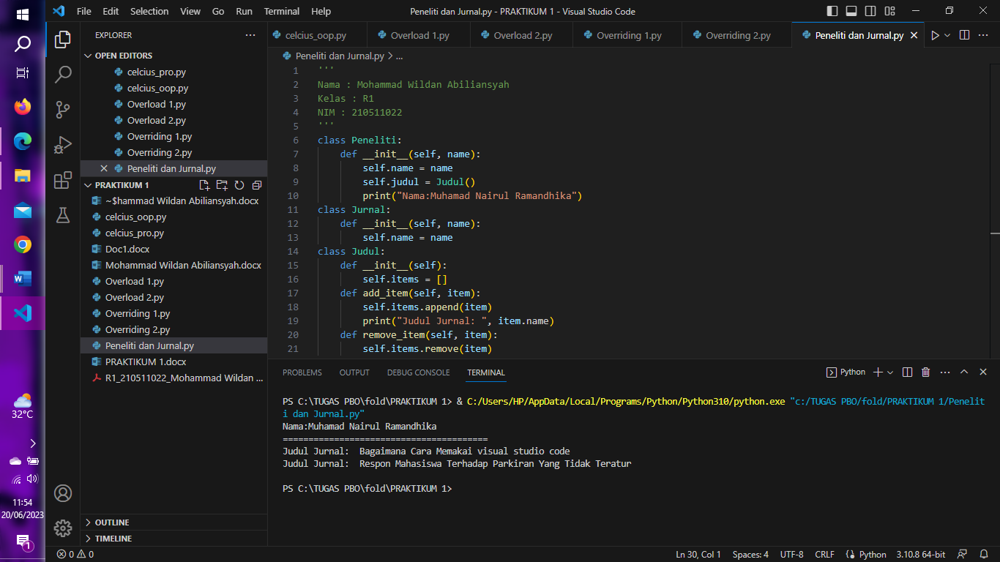 File Edit Selection View Go Run Terminal Help
Peneliti dan Jurnal.py - PRAKTIKUM 1 - Visual Studio Code
EXPLORER
OPEN EDITORS
celcius_pro.py
celcius_oop.py
Overload 1.py
Overload 2.py
Overriding 1.py
Overriding 2.py
Peneliti dan Jurnal.py
PRAKTIKUM 1
~$hammad Wildan Abiliansyah.docx
celcius_oop.py
celcius_pro.py
Doc1.docx
Mohammad Wildan Abiliansyah.docx
Overload 1.py
Overload 2.py
Overriding 1.py
Overriding 2.py
Peneliti dan Jurnal.py
PRAKTIKUM 1.docx
R1_210511022_Mohammad Wildan ...
OUTLINE
TIMELINE
celcius_oop.py Overload 1.py Overload 2.py Overriding 1.py Overriding 2.py Peneliti dan Jurnal.py
Peneliti dan Jurnal.py > ...
1 '''
2 Nama : Mohammad Wildan Abiliansyah
3 Kelas : R1
4 NIM : 210511022
5 '''
6 class Peneliti:
7 def __init__(self, name):
8 self.name = name
9 self.judul = Judul()
10 print("Nama:Muhamad Nairul Ramandhika")
11 class Jurnal:
12 def __init__(self, name):
13 self.name = name
14 class Judul:
15 def __init__(self):
16 self.items = []
17 def add_item(self, item):
18 self.items.append(item)
19 print("Judul Jurnal: ", item.name)
20 def remove_item(self, item):
21 self.items.remove(item)
PROBLEMS OUTPUT DEBUG CONSOLE TERMINAL
Python
PS C:\TUGAS PBO\fold\PRAKTIKUM 1> & C:/Users/HP/AppData/Local/Programs/Python/Python310/python.exe "c:/TUGAS PBO/fold/PRAKTIKUM 1/Penelit
i dan Jurnal.py"
Nama:Muhamad Nairul Ramandhika
========================================
Judul Jurnal:  Bagaimana Cara Memakai visual studio code
Judul Jurnal:  Respon Mahasiswa Terhadap Parkiran Yang Tidak Teratur
PS C:\TUGAS PBO\fold\PRAKTIKUM 1>
32°C
11:54
20/06/2023
1
0 0
Ln 30, Col 1 Spaces: 4 UTF-8 CRLF Python 3.10.8 64-bit